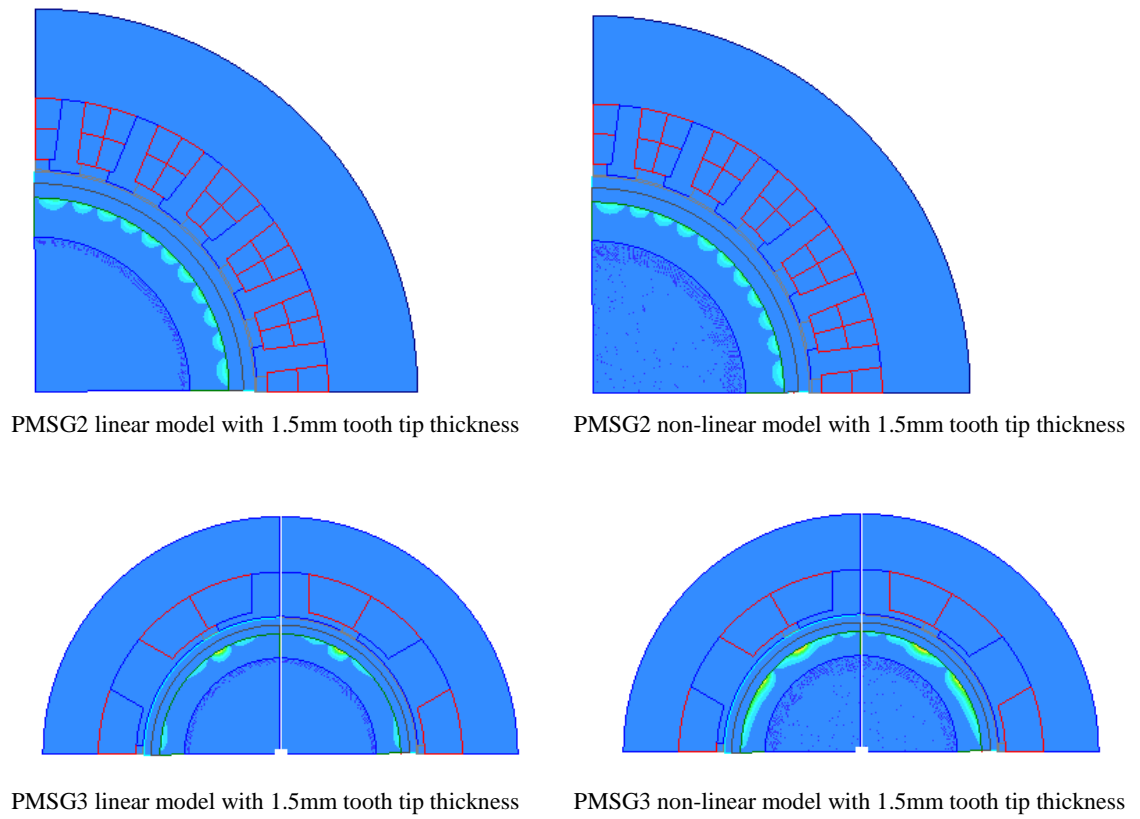 PMSG2 linear model with 1.5mm tooth tip thickness
PMSG2 non-linear model with 1.5mm tooth tip thickness
PMSG3 linear model with 1.5mm tooth tip thickness
PMSG3 non-linear model with 1.5mm tooth tip thickness